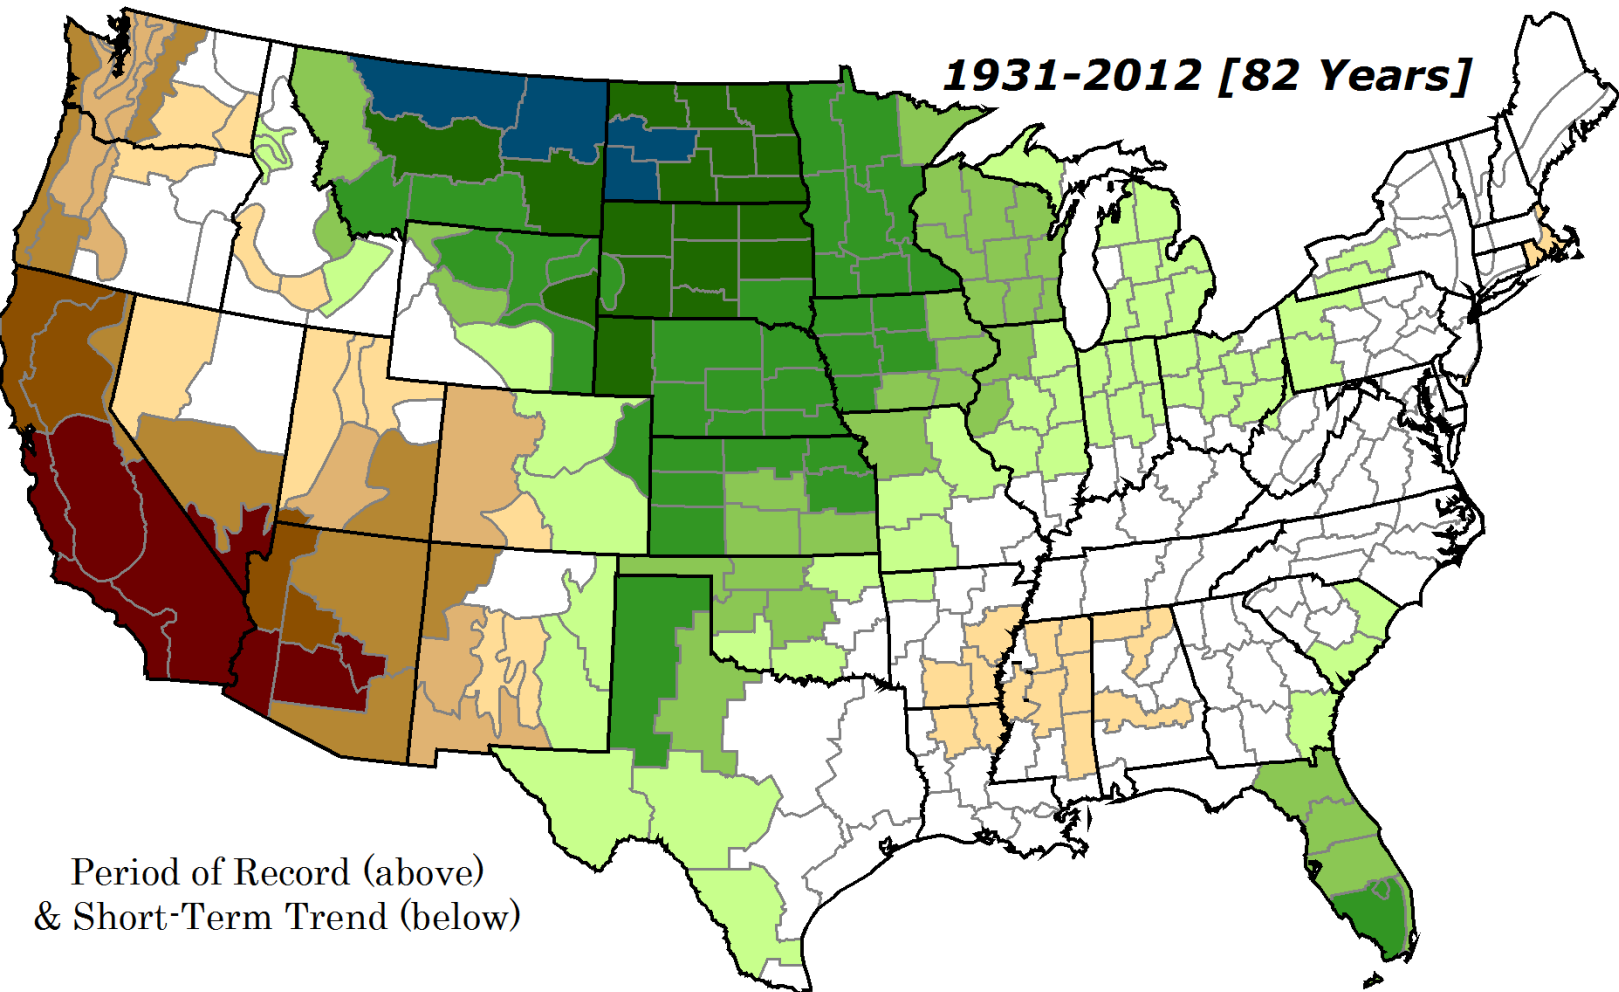 1931-2012 [82 Years]
Period of Record (above)
& Short-Term Trend (below)